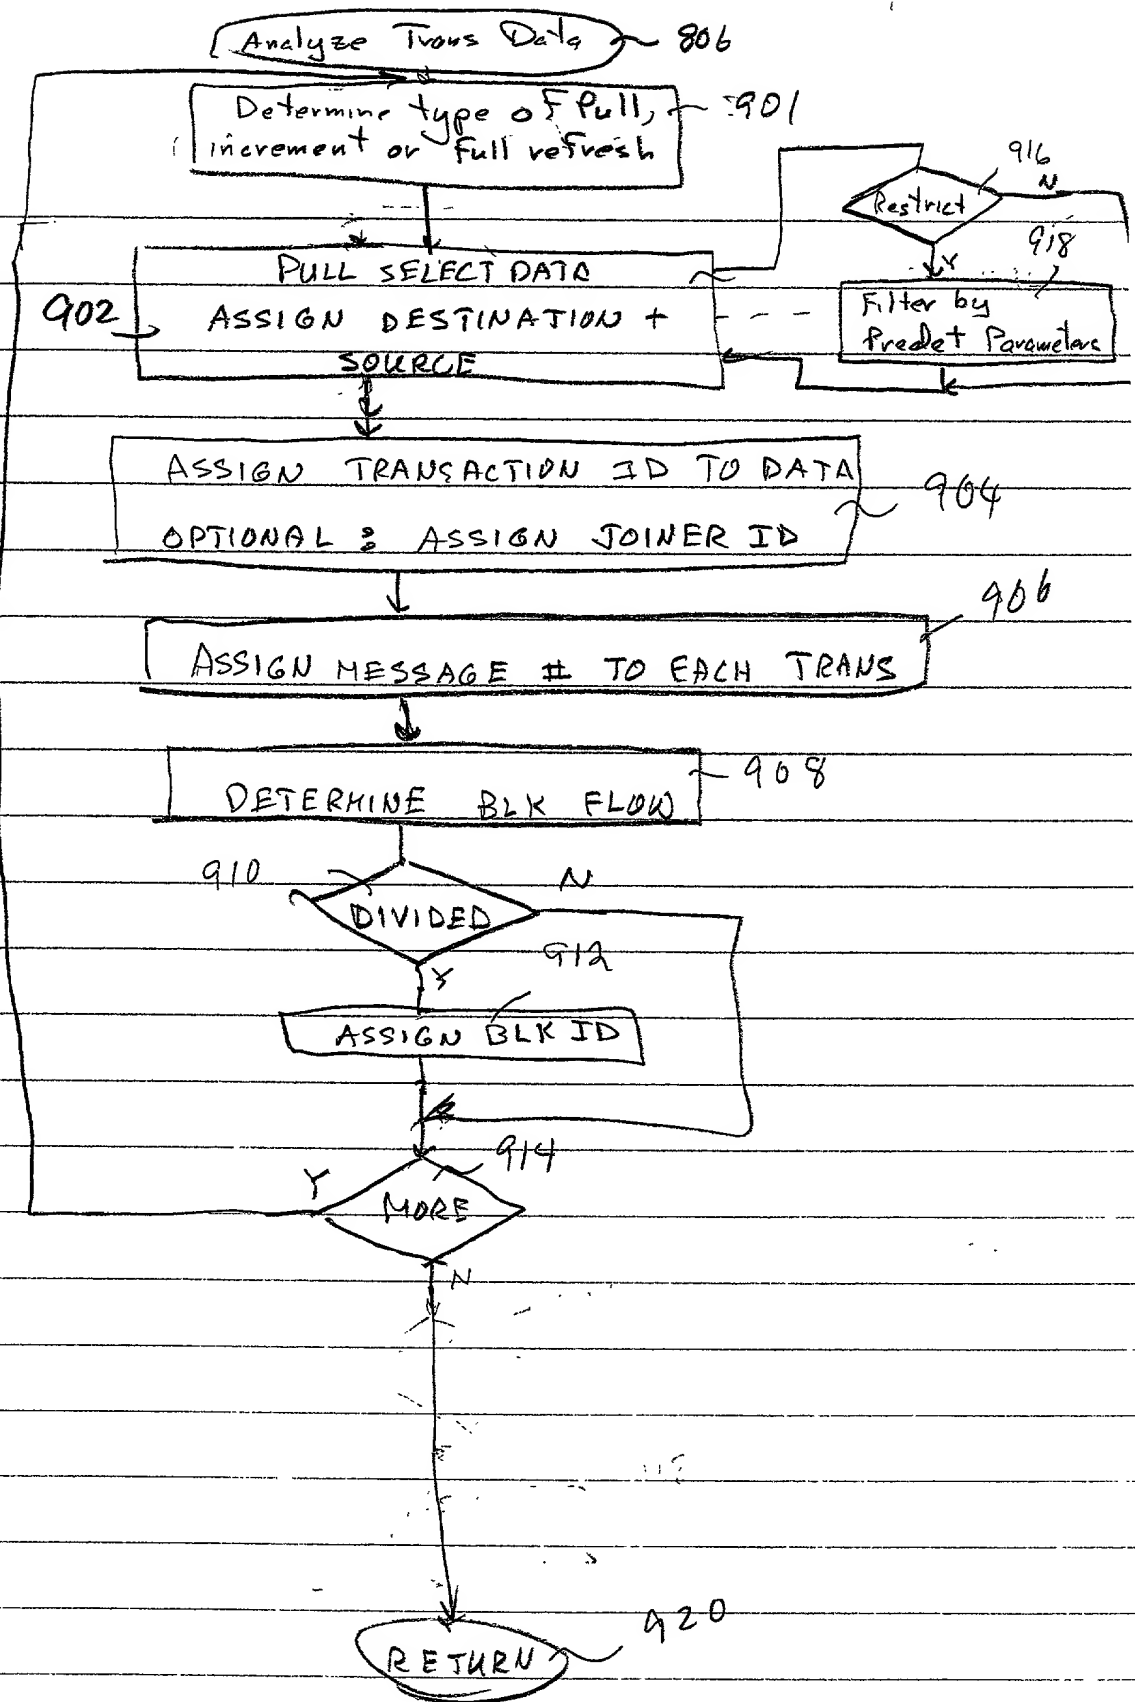 Analyze Trans Data 806
Determine type of Pull, 901
increment or full refresh
916
Restrict N
Y 918
PULL SELECT DATA
902 ASSIGN DESTINATION +
SOURCE
Filter by
Predet Parameters
ASSIGN TRANSACTION ID TO DATA
904
OPTIONAL : ASSIGN JOINER ID
906
ASSIGN MESSAGE # TO EACH TRANS
908
DETERMINE BLK FLOW
910 N
DIVIDED
912
Y
ASSIGN BLK ID
914
Y
MORE
N
920
RETURN